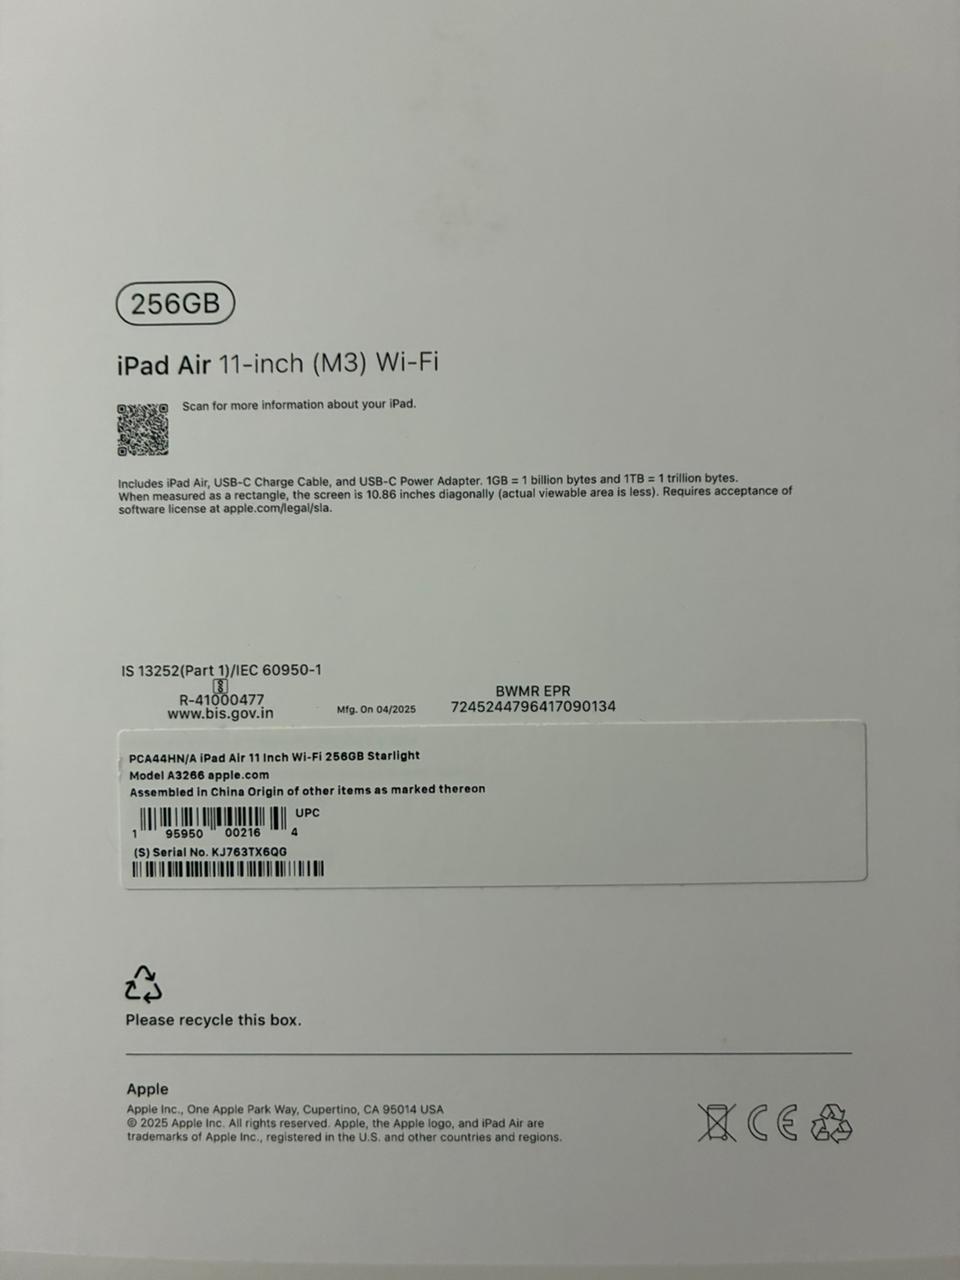 256GB
iPad Air 11-inch (M3) Wi-Fi
Scan for more information about your iPad.
Includes iPad Air, USB-C Charge Cable, and USB-C Power Adapter. 1GB = 1 billion bytes and 1TB = 1 trillion bytes.
When measured as a rectangle, the screen is 10.86 inches diagonally (actual viewable area is less). Requires acceptance of
software license at apple.com/legal/sla.
IS 13252(Part 1)/IEC 60950-1
R-41000477
www.bis.gov.in
Mfg. On 04/2025
BWMR EPR
7245244796417090134
PCA44HN/A iPad Air 11 Inch Wi-Fi 256GB Starlight
Model A3266 apple.com
Assembled in China Origin of other items as marked thereon
UPC
1 95950 00216 4
(S) Serial No. KJ763TX6QG
Please recycle this box.
Apple
Apple Inc., One Apple Park Way, Cupertino, CA 95014 USA
© 2025 Apple Inc. All rights reserved. Apple, the Apple logo, and iPad Air are
trademarks of Apple Inc., registered in the U.S. and other countries and regions.
CE